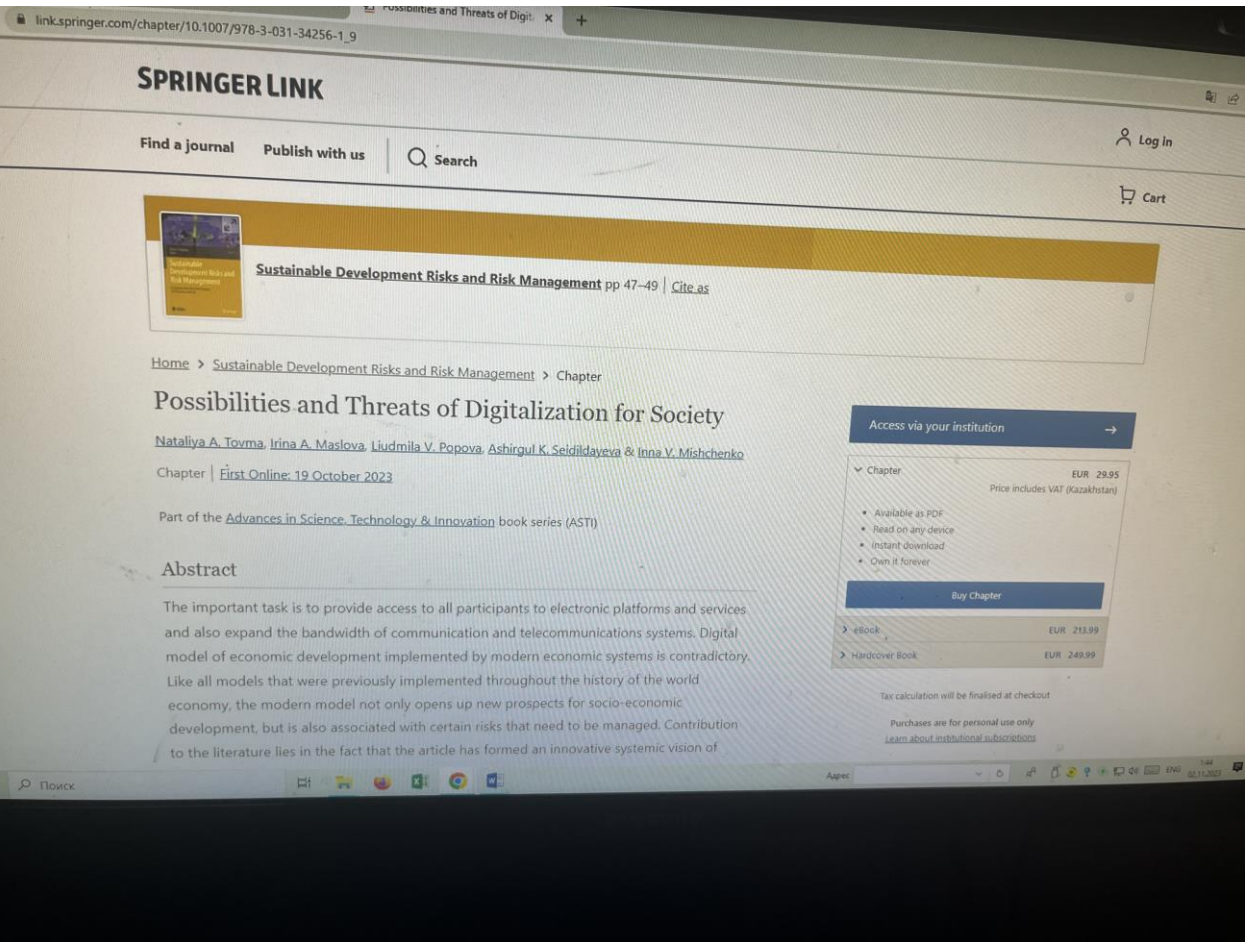 Possibilities and Threats of Digit
link.springer.com/chapter/10.1007/978-3-031-34256-1_9
SPRINGER LINK
Log in
Find a journal Publish with us Search
Cart
Sustainable
Development Risks and
Risk Management
Sustainable Development Risks and Risk Management pp 47–49 | Cite as
Home > Sustainable Development Risks and Risk Management > Chapter
Possibilities and Threats of Digitalization for Society
Nataliya A. Tovma, Irina A. Maslova, Liudmila V. Popova, Ashirgul K. Seidildayeva & Inna V. Mishchenko
Chapter | First Online: 19 October 2023
Part of the Advances in Science, Technology & Innovation book series (ASTI)
Abstract
The important task is to provide access to all participants to electronic platforms and services
and also expand the bandwidth of communication and telecommunications systems. Digital
model of economic development implemented by modern economic systems is contradictory.
Like all models that were previously implemented throughout the history of the world
economy, the modern model not only opens up new prospects for socio-economic
development, but is also associated with certain risks that need to be managed. Contribution
to the literature lies in the fact that the article has formed an innovative systemic vision of
Access via your institution →
Chapter EUR 29.95
Price includes VAT (Kazakhstan)
• Available as PDF
• Read on any device
• Instant download
• Own it forever
Buy Chapter
eBook EUR 213.99
Hardcover Book EUR 249.99
Tax calculation will be finalised at checkout
Purchases are for personal use only
Learn about institutional subscriptions
Поиск
Адрес
ENG
1:44
02.11.2023